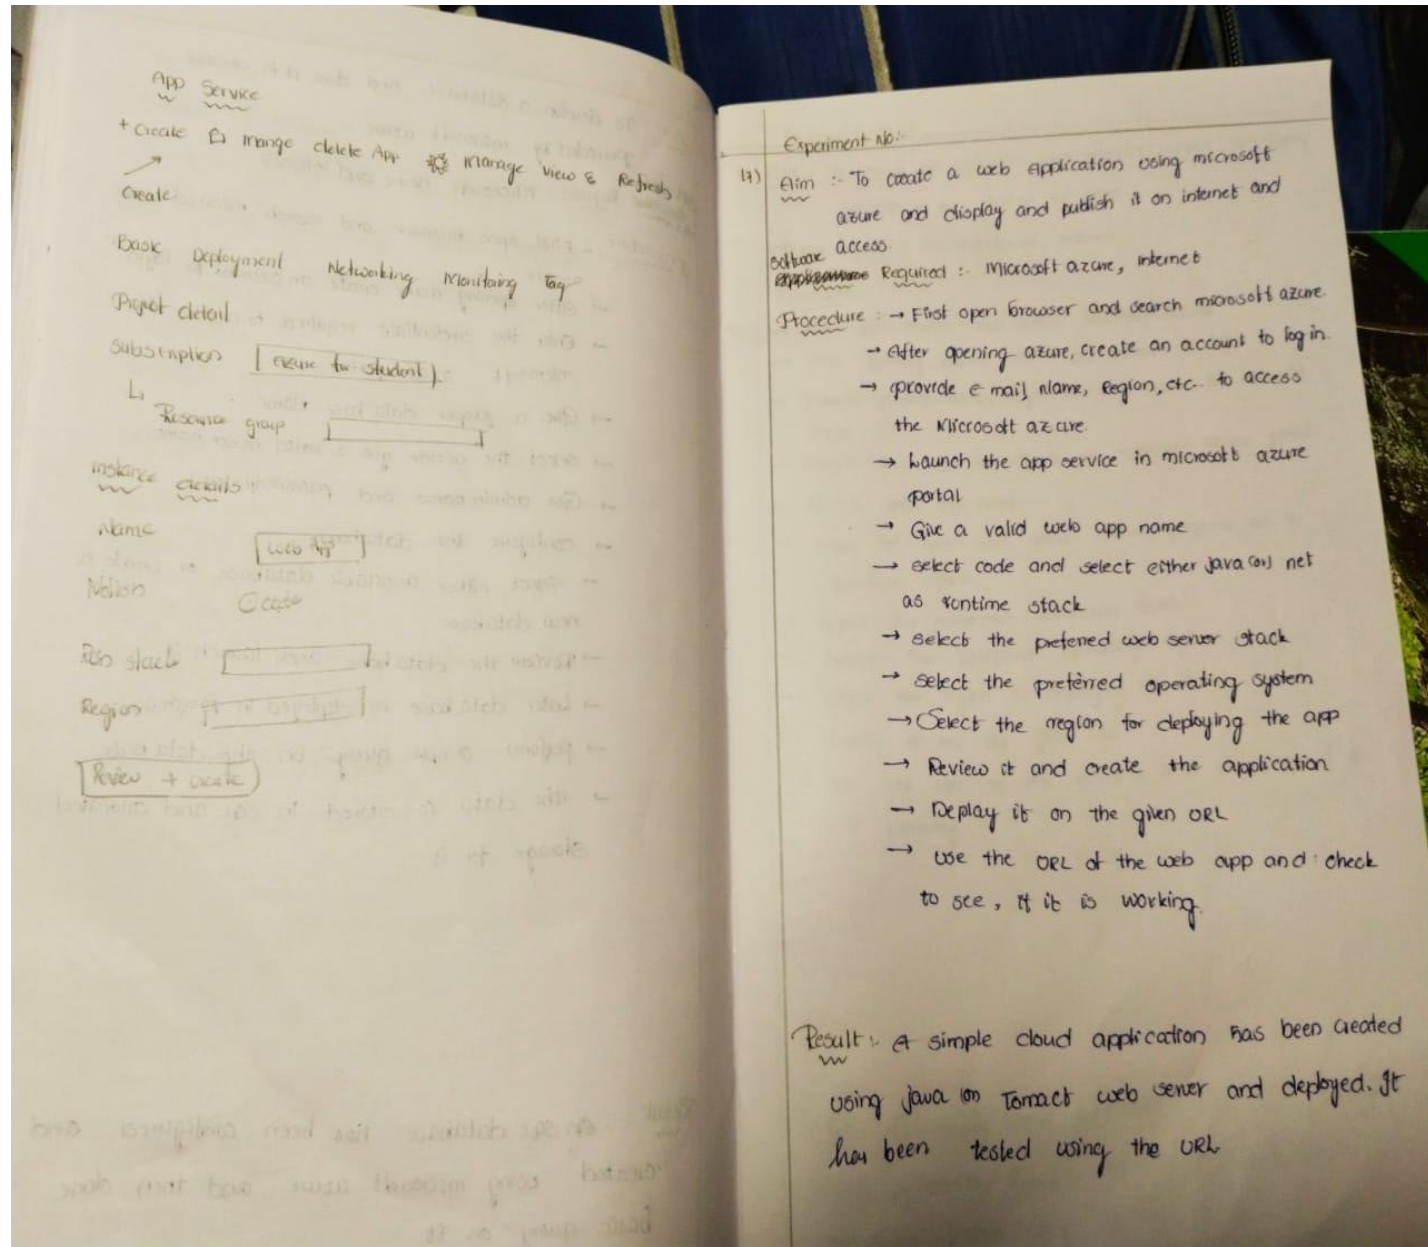 App Service
+ Create mange delete App manage view & Refresh
Create
Basic Deployment Networking Monitoring Tag
Project detail
Subscription azure for student
Resource group
instance details
Name web App
Run stack
Region
Review + create
Experiment No:-
17) Aim :- To create a web Application using microsoft
azure and display and publish it on internet and
access.
software
Required :- Microsoft azure, internet
Procedure :- → First open browser and search microsoft azure.
→ After opening azure, create an account to log in.
→ provide e-mail, name, Region, etc. to access
the Microsoft azure.
→ Launch the app service in microsoft azure
portal
→ Give a valid web app name
→ select code and select either java (or) net
as runtime stack
→ select the prefered web server stack
→ select the preferred operating system
→ Select the region for deploying the app
→ Review it and create the application
→ Deplay it on the given URL
→ use the URL of the web app and check
to see, if it is working.
Result :- A simple cloud application has been created
using java on Tomact web server and deployed. It
has been tested using the URL